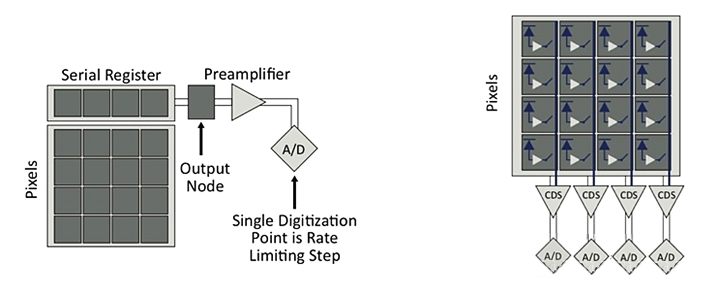 Serial Register
Preamplifier
Pixels
A/D
Output
Node
Single Digitization
Point is Rate
Limiting Step
Pixels
CDS
CDS
CDS
CDS
A/D
A/D
A/D
A/D